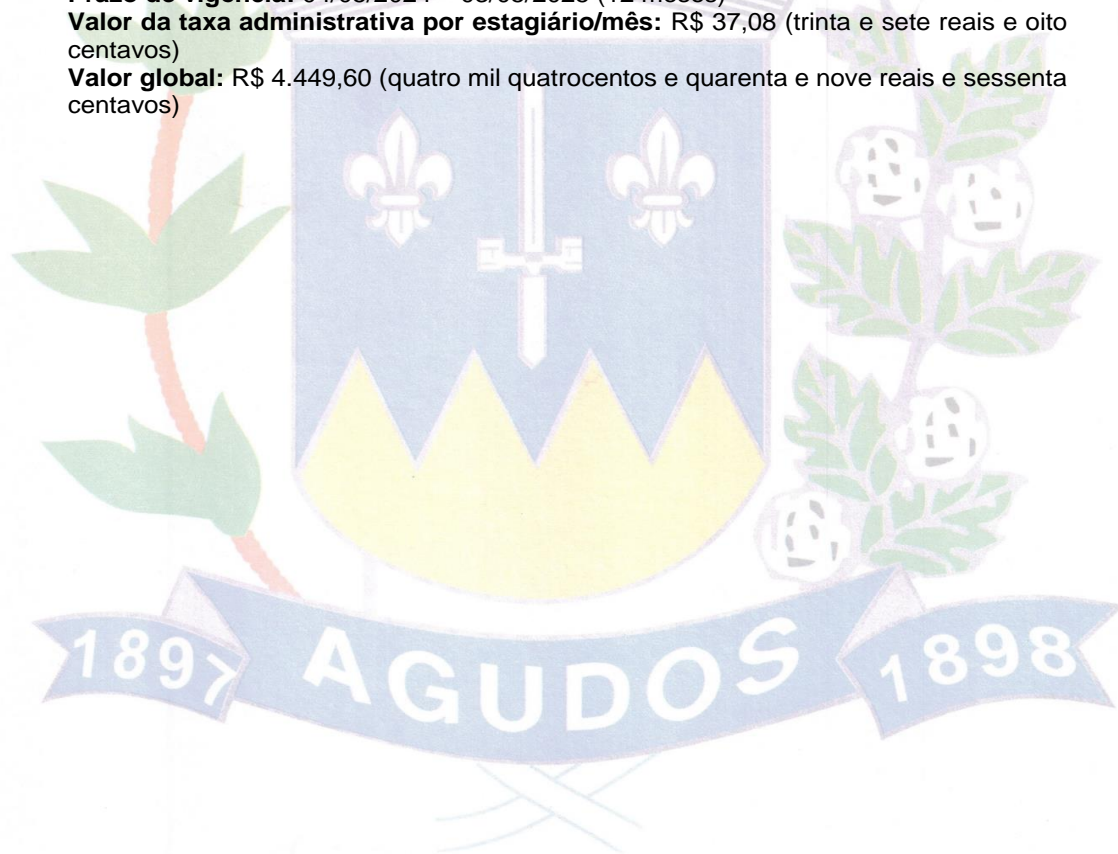 Valor da taxa administrativa por estagiário/mês: R$ 37,08 (trinta e sete reais e oito
centavos)
Valor global: R$ 4.449,60 (quatro mil quatrocentos e quarenta e nove reais e sessenta
centavos)
1897 AGUDOS 1898